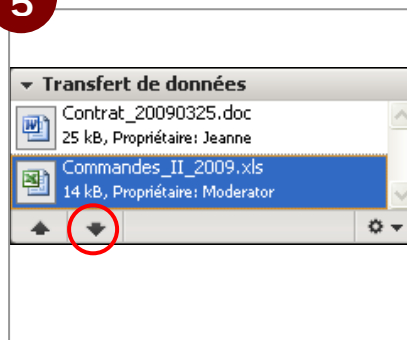 5
Transfert de données
Contrat_20090325.doc
25 kB, Propriétaire: Jeanne
Commandes_II_2009.xls
14 kB, Propriétaire: Moderator